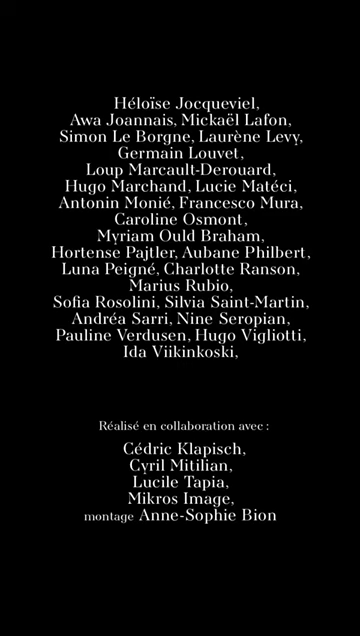 Héloïse Jocqueviel,
Awa Joannais, Mickaël Lafon,
Simon Le Borgne, Laurène Levy,
Germain Louvet,
Loup Marcault-Derouard,
Hugo Marchand, Lucie Matéci,
Antonin Monié, Francesco Mura,
Caroline Osmont,
Myriam Ould Braham,
Hortense Pajtler, Aubane Philbert,
Luna Peigné, Charlotte Ranson,
Marius Rubio,
Sofia Rosolini, Silvia Saint-Martin,
Andréa Sarri, Nine Seropian,
Pauline Verdusen, Hugo Vigliotti,
Ida Viikinkoski,
Réalisé en collaboration avec :
Cédric Klapisch,
Cyril Mitilian,
Lucile Tapia,
Mikros Image,
montage Anne-Sophie Bion